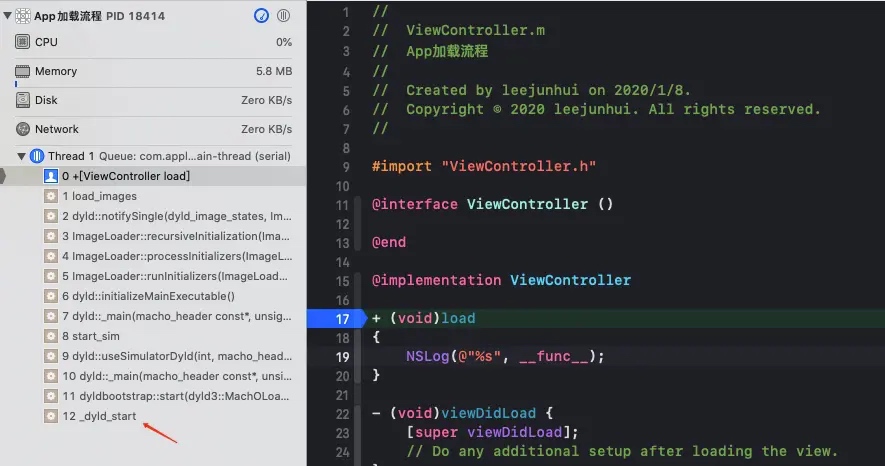 App加载流程 PID 18414
CPU 0%
Memory 5.8 MB
Disk Zero KB/s
Network Zero KB/s
Thread 1 Queue: com.appl...ain-thread (serial)
0 +[ViewController load]
1 load_images
2 dyld::notifySingle(dyld_image_states, Im...
3 ImageLoader::recursiveInitialization(Ima...
4 ImageLoader::processInitializers(ImageL...
5 ImageLoader::runInitializers(ImageLoad...
6 dyld::initializeMainExecutable()
7 dyld::_main(macho_header const*, unsig...
8 start_sim
9 dyld::useSimulatorDyld(int, macho_head...
10 dyld::_main(macho_header const*, unsi...
11 dyldbootstrap::start(dyld3::MachOLoa...
12 _dyld_start
1 //
2 //  ViewController.m
3 //  App加载流程
4 //
5 //  Created by leejunhui on 2020/1/8.
6 //  Copyright © 2020 leejunhui. All rights reserved.
7 //
8
9 #import "ViewController.h"
10
11 @interface ViewController ()
12
13 @end
14
15 @implementation ViewController
16
17 + (void)load
18 {
19     NSLog(@"%s", __func__);
20 }
21
22 - (void)viewDidLoad {
23     [super viewDidLoad];
24     // Do any additional setup after loading the view.